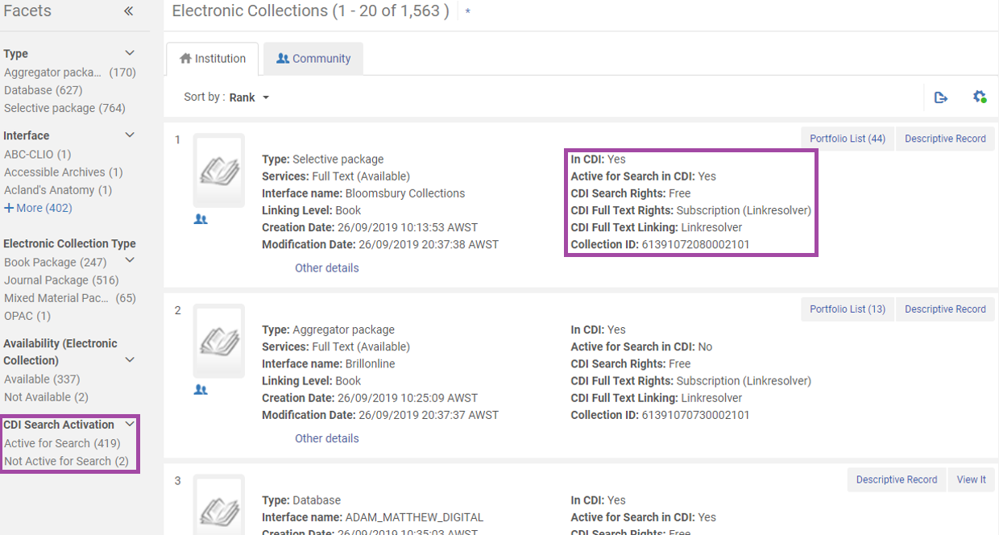 Facets
Electronic Collections (1 - 20 of 1,563 ) *
Type
Aggregator packa... (170)
Database (627)
Selective package (764)
Interface
ABC-CLIO (1)
Accessible Archives (1)
Acland's Anatomy (1)
+ More (402)
Electronic Collection Type
Book Package (247)
Journal Package (516)
Mixed Material Pac... (65)
OPAC (1)
Availability (Electronic
Collection)
Available (337)
Not Available (2)
CDI Search Activation
Active for Search (419)
Not Active for Search (2)
Institution
Community
Sort by : Rank
1
Portfolio List (44)
Descriptive Record
Type: Selective package
Services: Full Text (Available)
Interface name: Bloomsbury Collections
Linking Level: Book
Creation Date: 26/09/2019 10:13:53 AWST
Modification Date: 26/09/2019 20:37:38 AWST
Other details
In CDI: Yes
Active for Search in CDI: Yes
CDI Search Rights: Free
CDI Full Text Rights: Subscription (Linkresolver)
CDI Full Text Linking: Linkresolver
Collection ID: 61391072080002101
2
Portfolio List (13)
Descriptive Record
Type: Aggregator package
Services: Full Text (Available)
Interface name: Brillonline
Linking Level: Book
Creation Date: 26/09/2019 10:25:09 AWST
Modification Date: 26/09/2019 20:37:37 AWST
Other details
In CDI: Yes
Active for Search in CDI: No
CDI Search Rights: Free
CDI Full Text Rights: Subscription (Linkresolver)
CDI Full Text Linking: Linkresolver
Collection ID: 61391070730002101
3
Descriptive Record
View It
Type: Database
Interface name: ADAM_MATTHEW_DIGITAL
Creation Date: 26/09/2019 10:35:03 AWST
In CDI: Yes
Active for Search in CDI: Yes
CDI Search Rights: Free